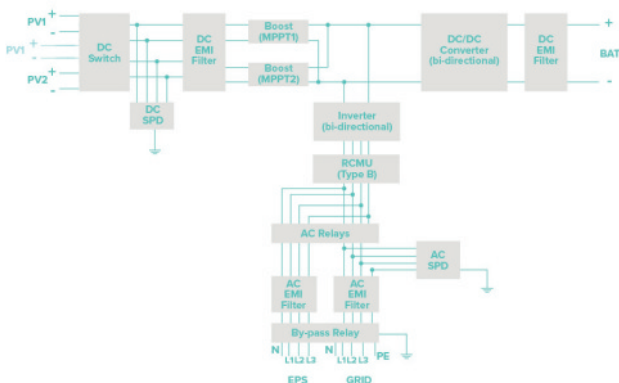 PV1 +
-
PV1 +
-
PV2 +
-
DC
Switch
DC
SPD
DC
EMI
Filter
Boost
(MPPT1)
Boost
(MPPT2)
DC/DC
Converter
(bi-directional)
DC
EMI
Filter
+
BAT
-
Inverter
(bi-directional)
RCMU
(Type B)
AC Relays
AC
SPD
AC
EMI
Filter
AC
EMI
Filter
By-pass Relay
N L1 L2 L3 N L1 L2 L3 PE
EPS GRID